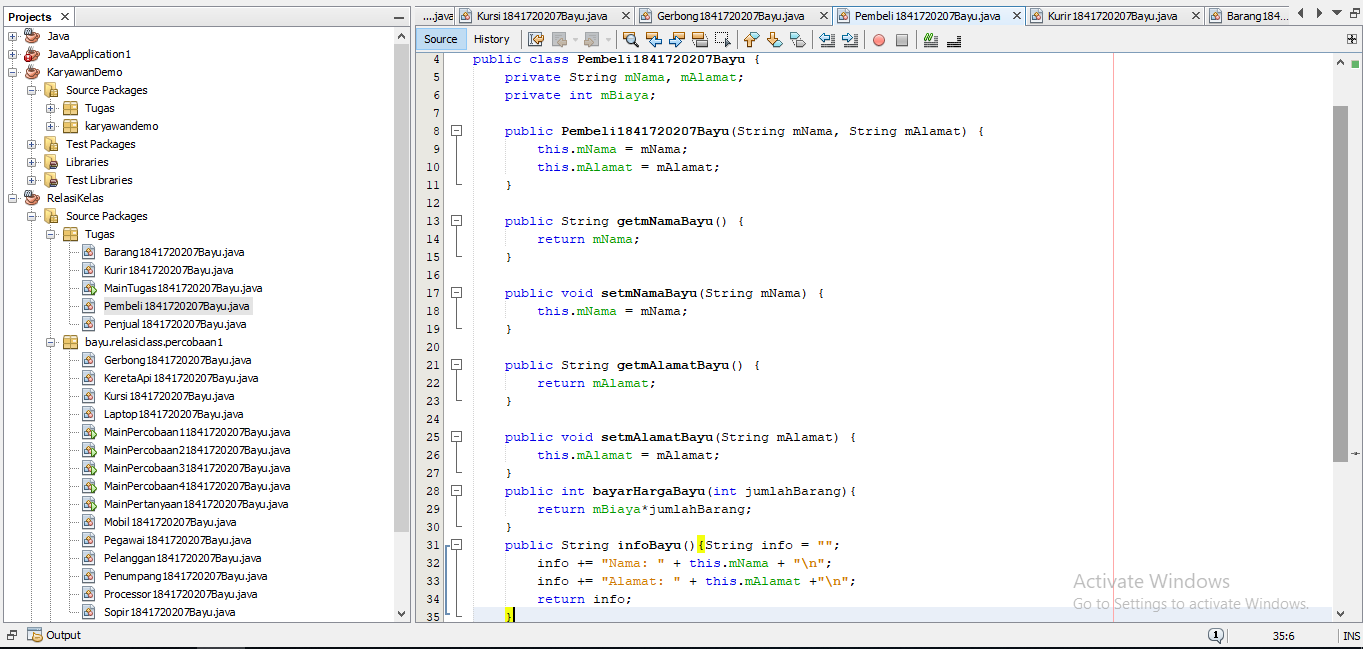 Projects
Java
JavaApplication1
KaryawanDemo
Source Packages
Tugas
karyawandemo
Test Packages
Libraries
Test Libraries
RelasiKelas
Source Packages
Tugas
Barang1841720207Bayu.java
Kurir1841720207Bayu.java
MainTugas1841720207Bayu.java
Pembeli1841720207Bayu.java
Penjual1841720207Bayu.java
bayu.relasiclass.percobaan1
Gerbong1841720207Bayu.java
KeretaApi1841720207Bayu.java
Kursi1841720207Bayu.java
Laptop1841720207Bayu.java
MainPercobaan11841720207Bayu.java
MainPercobaan21841720207Bayu.java
MainPercobaan31841720207Bayu.java
MainPercobaan41841720207Bayu.java
MainPertanyaan1841720207Bayu.java
Mobil1841720207Bayu.java
Pegawai1841720207Bayu.java
Pelanggan1841720207Bayu.java
Penumpang1841720207Bayu.java
Processor1841720207Bayu.java
Sopir1841720207Bayu.java
Output
....java Kursi1841720207Bayu.java Gerbong1841720207Bayu.java Pembeli1841720207Bayu.java Kurir1841720207Bayu.java Barang184...
Source History
4 public class Pembeli1841720207Bayu {
5 private String mNama, mAlamat;
6 private int mBiaya;
7
8 public Pembeli1841720207Bayu(String mNama, String mAlamat) {
9 this.mNama = mNama;
10 this.mAlamat = mAlamat;
11 }
12
13 public String getmNamaBayu() {
14 return mNama;
15 }
16
17 public void setmNamaBayu(String mNama) {
18 this.mNama = mNama;
19 }
20
21 public String getmAlamatBayu() {
22 return mAlamat;
23 }
24
25 public void setmAlamatBayu(String mAlamat) {
26 this.mAlamat = mAlamat;
27 }
28 public int bayarHargaBayu(int jumlahBarang){
29 return mBiaya*jumlahBarang;
30 }
31 public String infoBayu(){String info = "";
32 info += "Nama: " + this.mNama + "\n";
33 info += "Alamat: " + this.mAlamat +"\n";
34 return info;
35 }
Activate Windows
Go to Settings to activate Windows.
1 35:6 INS